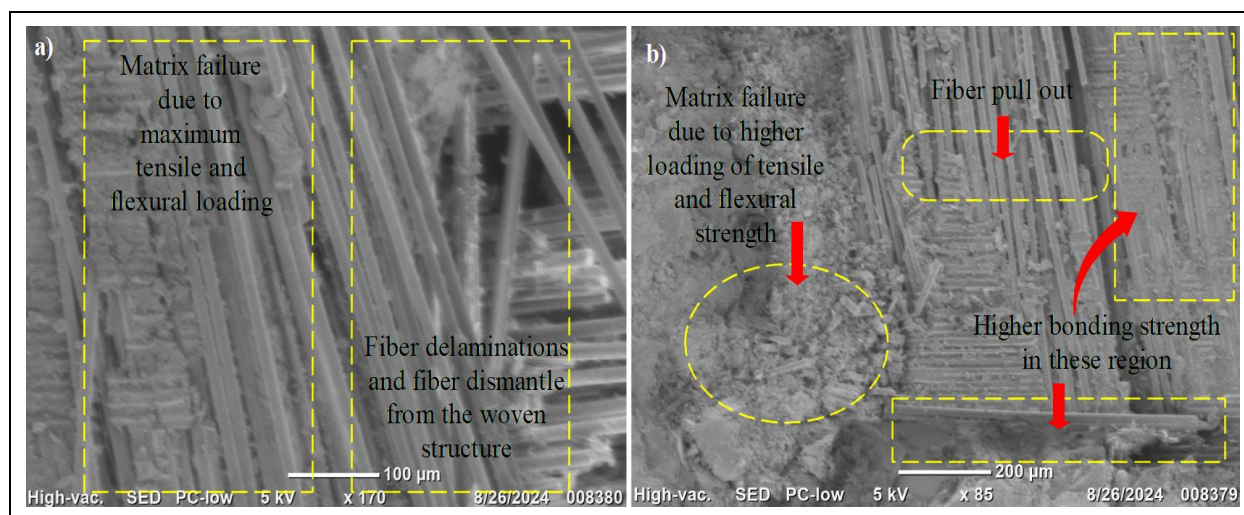 a)
Matrix failure
due to
maximum
tensile and
flexural loading
Fiber delaminations
and fiber dismantle
from the woven
structure
100 µm
High-vac. SED PC-low 5 kV x 170 8/26/2024 008380
b)
Matrix failure
due to higher
loading of tensile
and flexural
strength
Fiber pull out
Higher bonding strength
in these region
200 µm
High-vac. SED PC-low 5 kV x 85 8/26/2024 008379